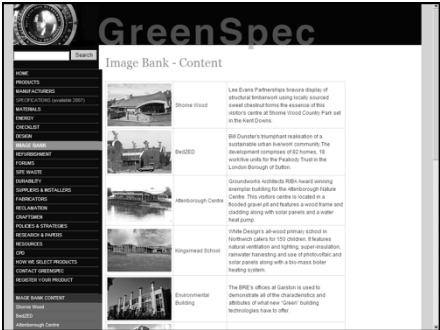 GreenSpec
Search
Image Bank - Content
HOME
PRODUCTS
MANUFACTURERS
SPECIFICATIONS (available 2007)
MATERIALS
ENERGY
CHECKLIST
DESIGN
IMAGE BANK
REFURBISHMENT
FORUMS
SITE WASTE
DURABILITY
SUPPLIERS & INSTALLERS
FABRICATORS
RECLAMATION
CRAFTSMEN
POLICIES & STRATEGIES
RESEARCH & PAPERS
RESOURCES
CPD
HOW WE SELECT PRODUCTS
CONTACT GREENSPEC
REGISTER YOUR PRODUCT
IMAGE BANK CONTENT
Shorne Wood
BedZED
Attenborough Centre
Shorne Wood
Lee Evans Partnerships bravura display of
structural timberwork using locally sourced
sweet chestnut forms the essence of this
visitor's centre at Shorne Wood Country Park set
in the Kent Downs.
BedZED
Bill Dunster's triumphant realisation of a
sustainable urban live/work community. The
development comprises of 82 homes, 18
work/live units for the Peabody Trust in the
London Borough of Sutton.
Attenborough Centre
Groundworks Architects RIBA Award winning
exemplar building for the Attenborough Nature
Centre. This visitors centre is located in a
flooded gravel pit and features a wood frame and
cladding along with solar panels and a water
heat pump.
Kingsmead School
White Design's all-wood primary school in
Northwich caters for 150 children. It features
natural ventilation and lighting, super-insulation,
rainwater harvesting and use of photovoltaic and
solar panels along with a bio-mass boiler
heating system.
Environmental
Building
The BRE's offices at Garston is used to
demonstrate all of the characteristics and
attributes of what new 'Green' building
technologies have to offer.